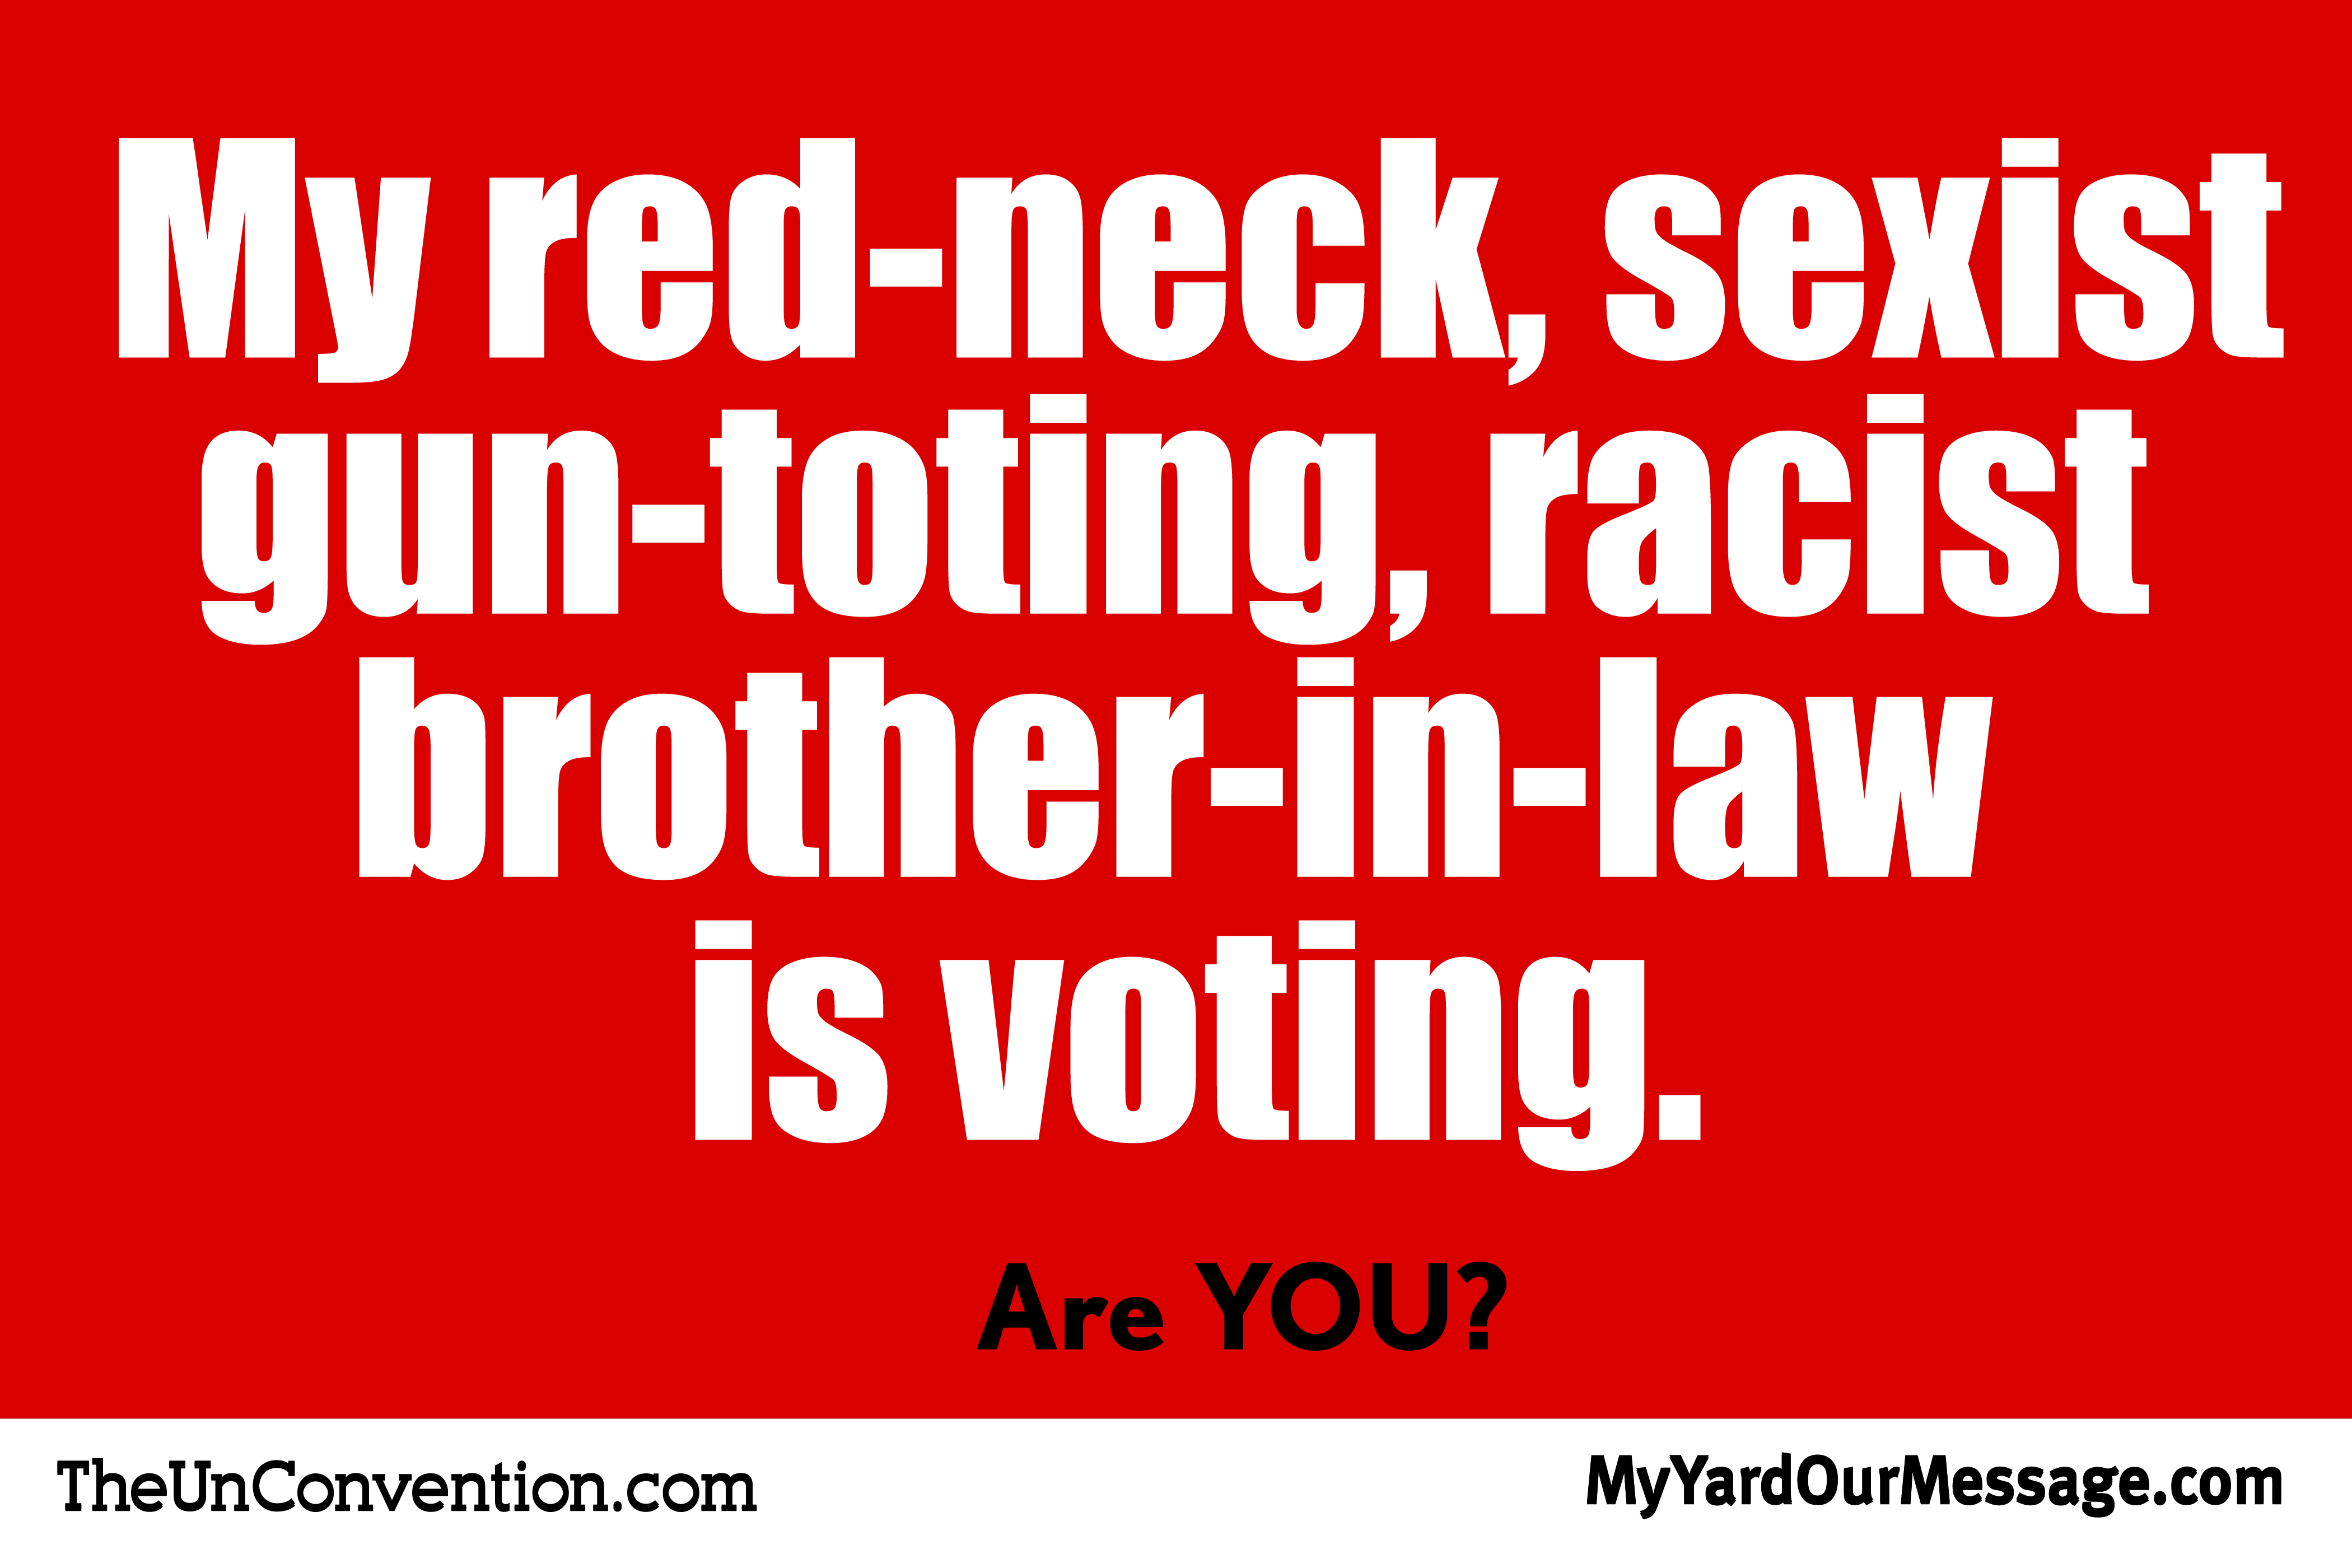 My red-neck, sexist
gun-toting, racist
brother-in-law
is voting.
Are YOU?
TheUnConvention.com
MyYardOurMessage.com